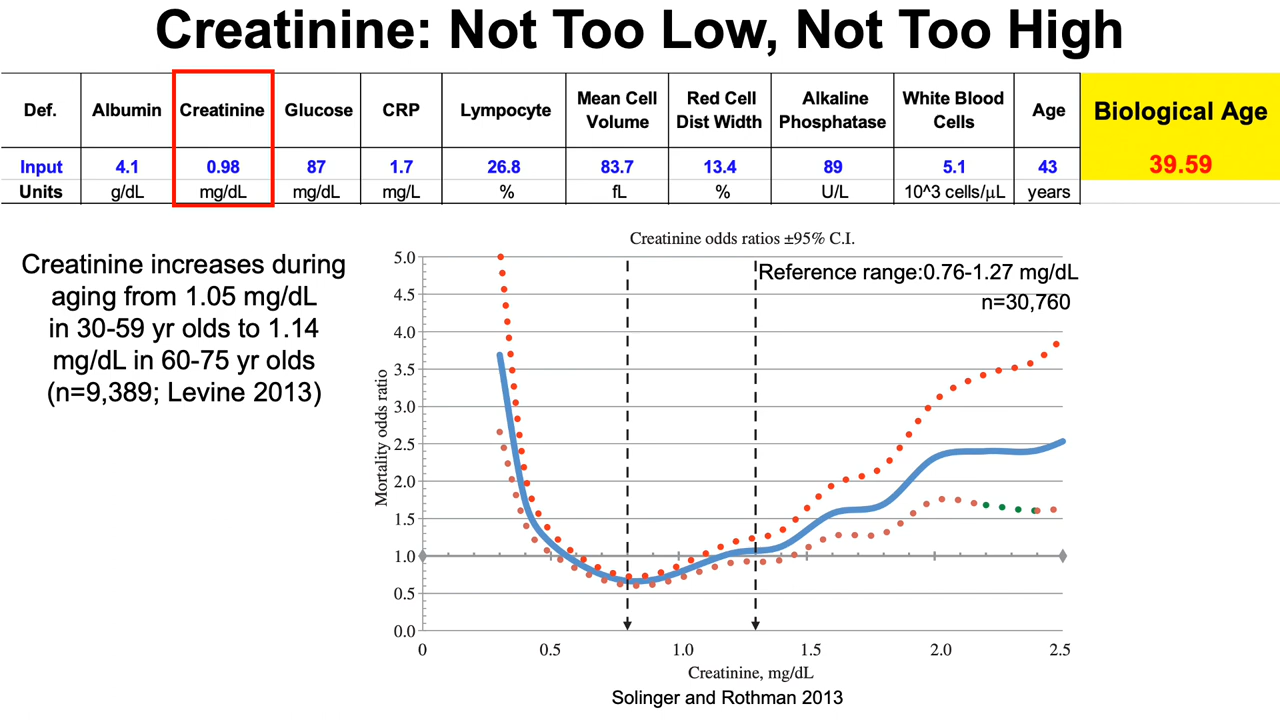 Creatinine: Not Too Low, Not Too High
Def. Albumin Creatinine Glucose CRP Lympocyte Mean Cell Volume Red Cell Dist Width Alkaline Phosphatase White Blood Cells Age Biological Age
Input 4.1 0.98 87 1.7 26.8 83.7 13.4 89 5.1 43 39.59
Units g/dL mg/dL mg/dL mg/L % fL % U/L 10^3 cells/μL years
Creatinine increases during
aging from 1.05 mg/dL
in 30-59 yr olds to 1.14
mg/dL in 60-75 yr olds
(n=9,389; Levine 2013)
Creatinine odds ratios ±95% C.I.
Reference range:0.76-1.27 mg/dL
n=30,760
Mortality odds ratio
5.0
4.5
4.0
3.5
3.0
2.5
2.0
1.5
1.0
0.5
0.0
0 0.5 1.0 1.5 2.0 2.5
Creatinine, mg/dL
Solinger and Rothman 2013